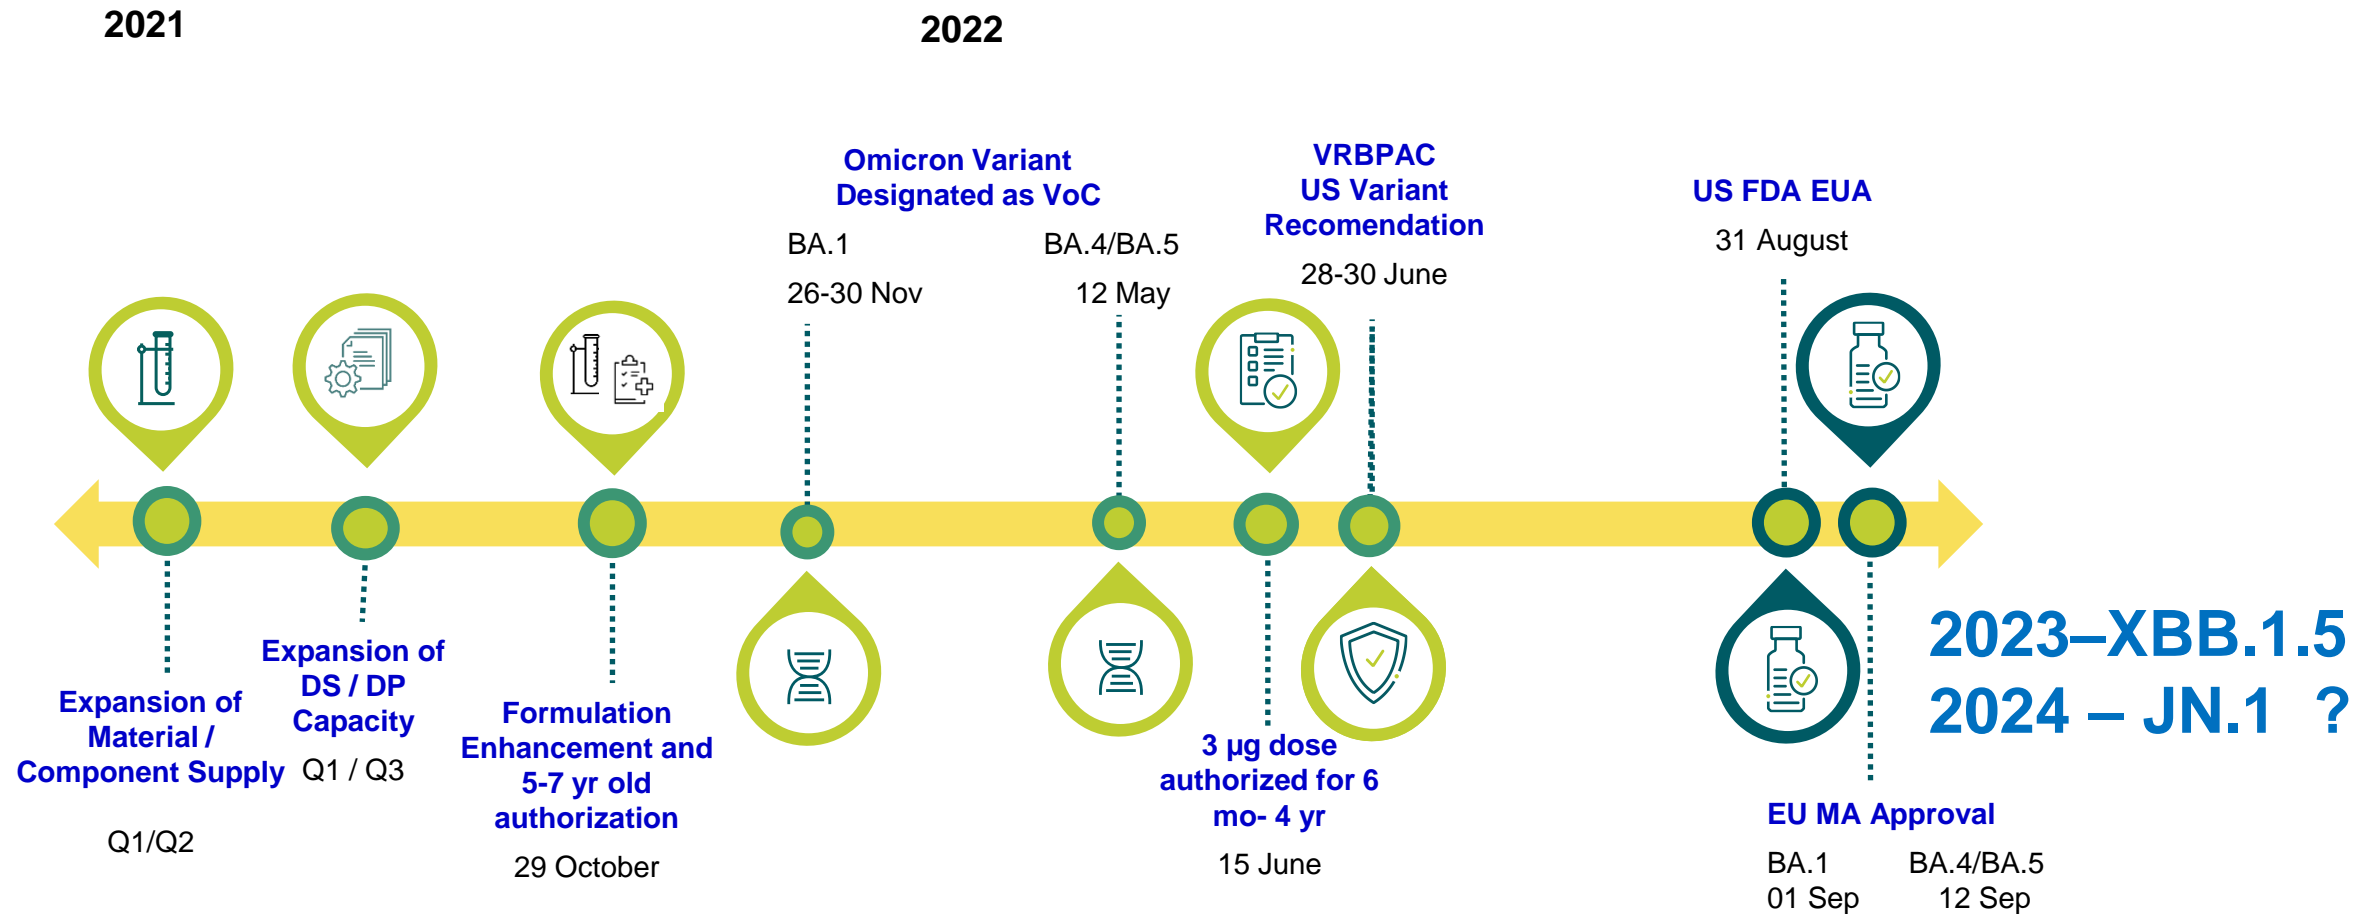 2021
2022
Expansion of
Material /
Component Supply
Q1/Q2
Expansion of
DS / DP
Capacity
Q1 / Q3
Formulation
Enhancement and
5-7 yr old
authorization
29 October
Omicron Variant
Designated as VoC
BA.1
26-30 Nov
BA.4/BA.5
12 May
3 µg dose
authorized for 6
mo- 4 yr
15 June
VRBPAC
US Variant
Recomendation
28-30 June
US FDA EUA
31 August
EU MA Approval
BA.1
01 Sep
BA.4/BA.5
12 Sep
2023–XBB.1.5
2024 – JN.1 ?